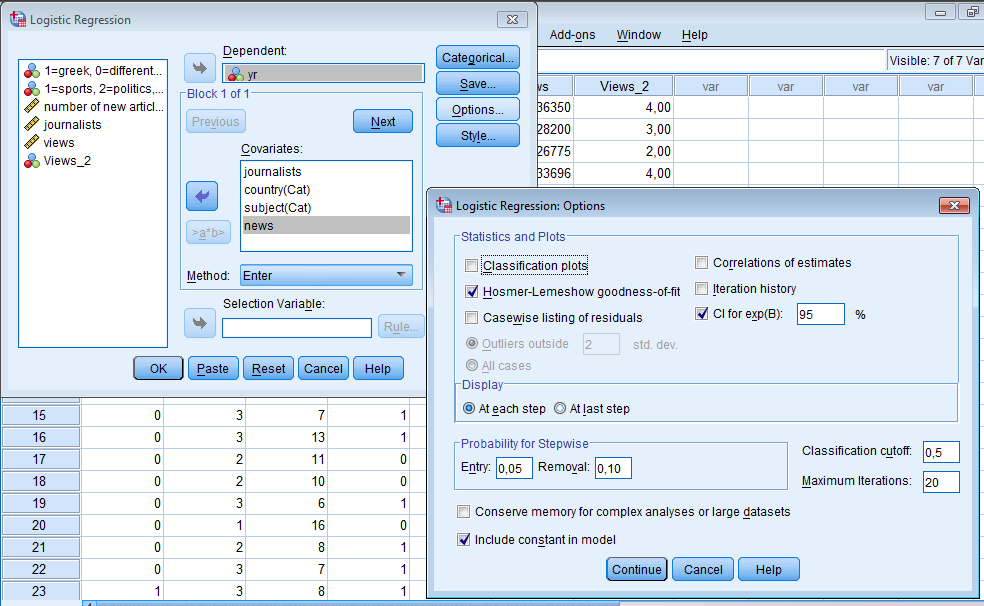 Logistic Regression
Add-ons Window Help
Visible: 7 of 7 Var
ws Views_2 var var var var
36350 4,00
28200 3,00
26775 2,00
33696 4,00
1=greek, 0=different...
1=sports, 2=politics,...
number of new articl...
journalists
views
Views_2
Dependent:
yr
Block 1 of 1
Previous Next
Covariates:
journalists
country(Cat)
subject(Cat)
news
>a*b>
Method: Enter
Selection Variable:
Rule...
Categorical...
Save...
Options...
Style...
OK Paste Reset Cancel Help
15 0 3 7 1
16 0 3 13 1
17 0 2 11 0
18 0 2 10 0
19 0 3 6 1
20 0 1 16 0
21 0 2 8 1
22 0 3 7 1
23 1 3 8 1
Logistic Regression: Options
Statistics and Plots
Classification plots
Hosmer-Lemeshow goodness-of-fit
Casewise listing of residuals
Outliers outside 2 std. dev.
All cases
Correlations of estimates
Iteration history
CI for exp(B): 95 %
Display
At each step At last step
Probability for Stepwise
Entry: 0,05 Removal: 0,10
Classification cutoff: 0,5
Maximum Iterations: 20
Conserve memory for complex analyses or large datasets
Include constant in model
Continue Cancel Help